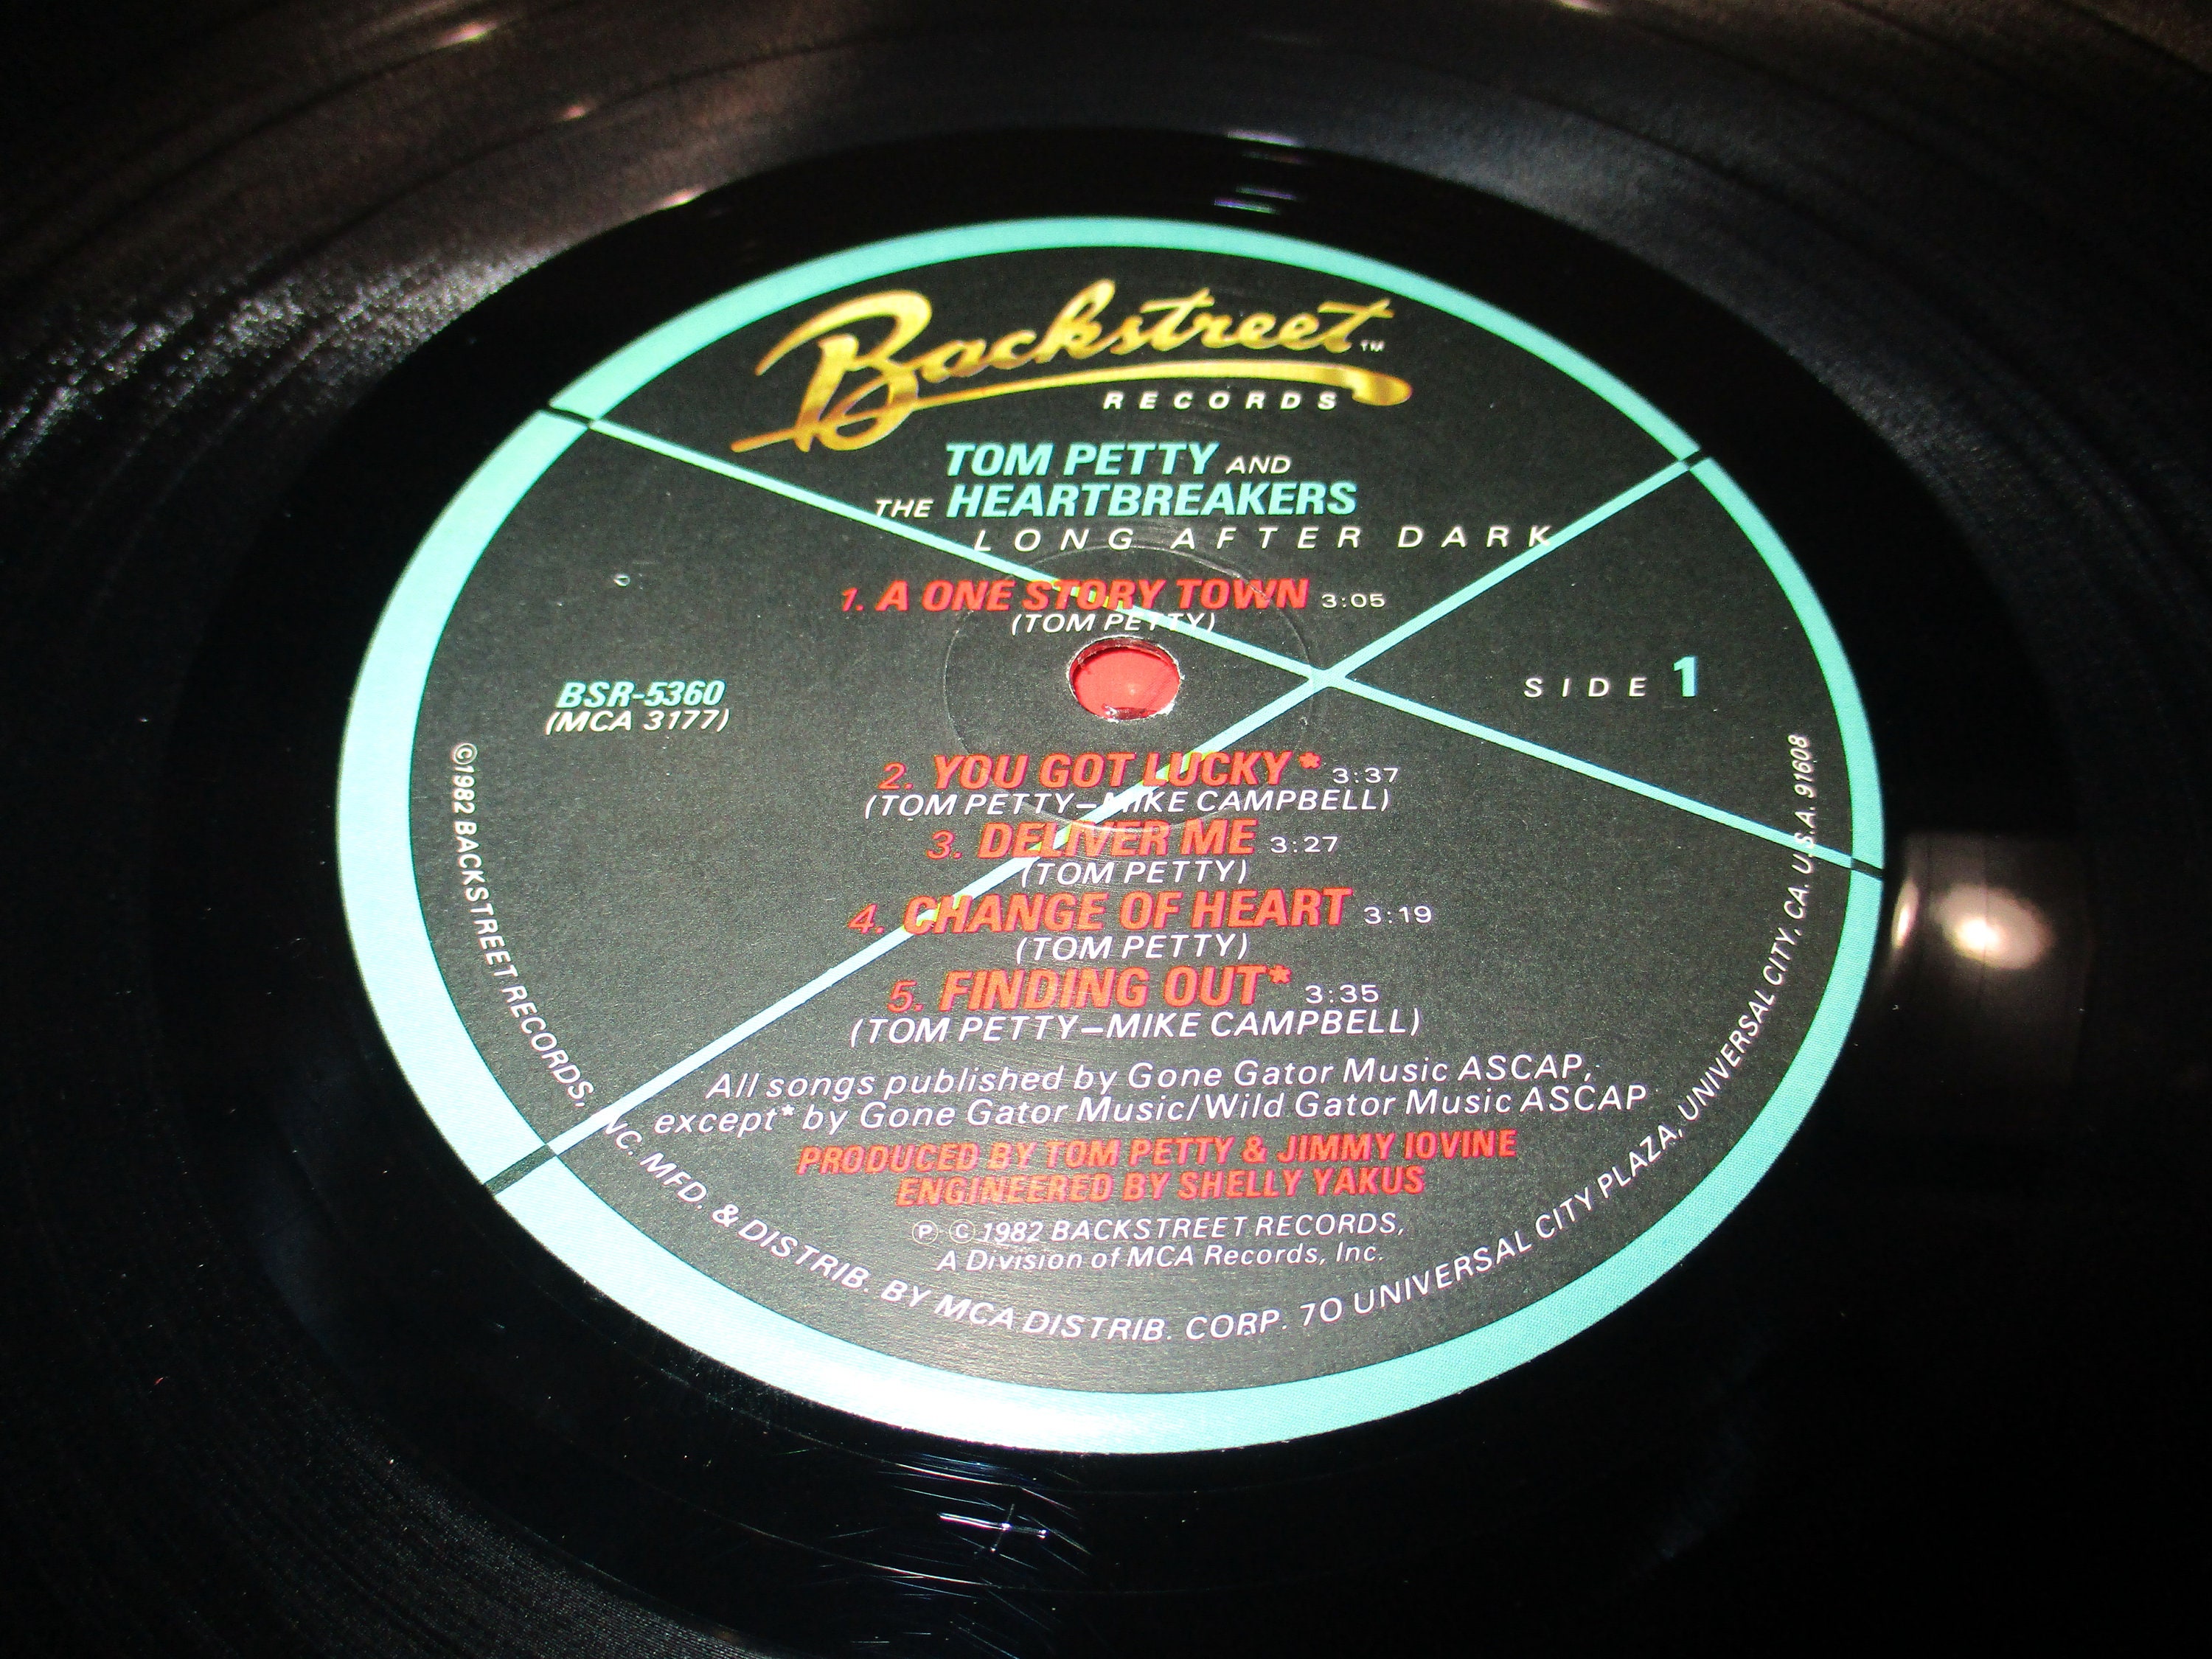 Backstreet™
RECORDS
TOM PETTY AND
THE HEARTBREAKERS
LONG AFTER DARK
1. A ONE STORY TOWN 3:05
(TOM PETTY)
BSR-5360
(MCA 3177)
SIDE 1
2. YOU GOT LUCKY* 3:37
(TOM PETTY–MIKE CAMPBELL)
3. DELIVER ME 3:27
(TOM PETTY)
4. CHANGE OF HEART 3:19
(TOM PETTY)
5. FINDING OUT* 3:35
(TOM PETTY–MIKE CAMPBELL)
All songs published by Gone Gator Music ASCAP,
except* by Gone Gator Music/Wild Gator Music ASCAP
PRODUCED BY TOM PETTY & JIMMY IOVINE
ENGINEERED BY SHELLY YAKUS
Ⓟ © 1982 BACKSTREET RECORDS,
A Division of MCA Records, Inc.
©1982 BACKSTREET RECORDS, INC. MFD. & DISTRIB. BY MCA DISTRIB. CORP. 70 UNIVERSAL CITY PLAZA, UNIVERSAL CITY, CA. U.S.A. 91608